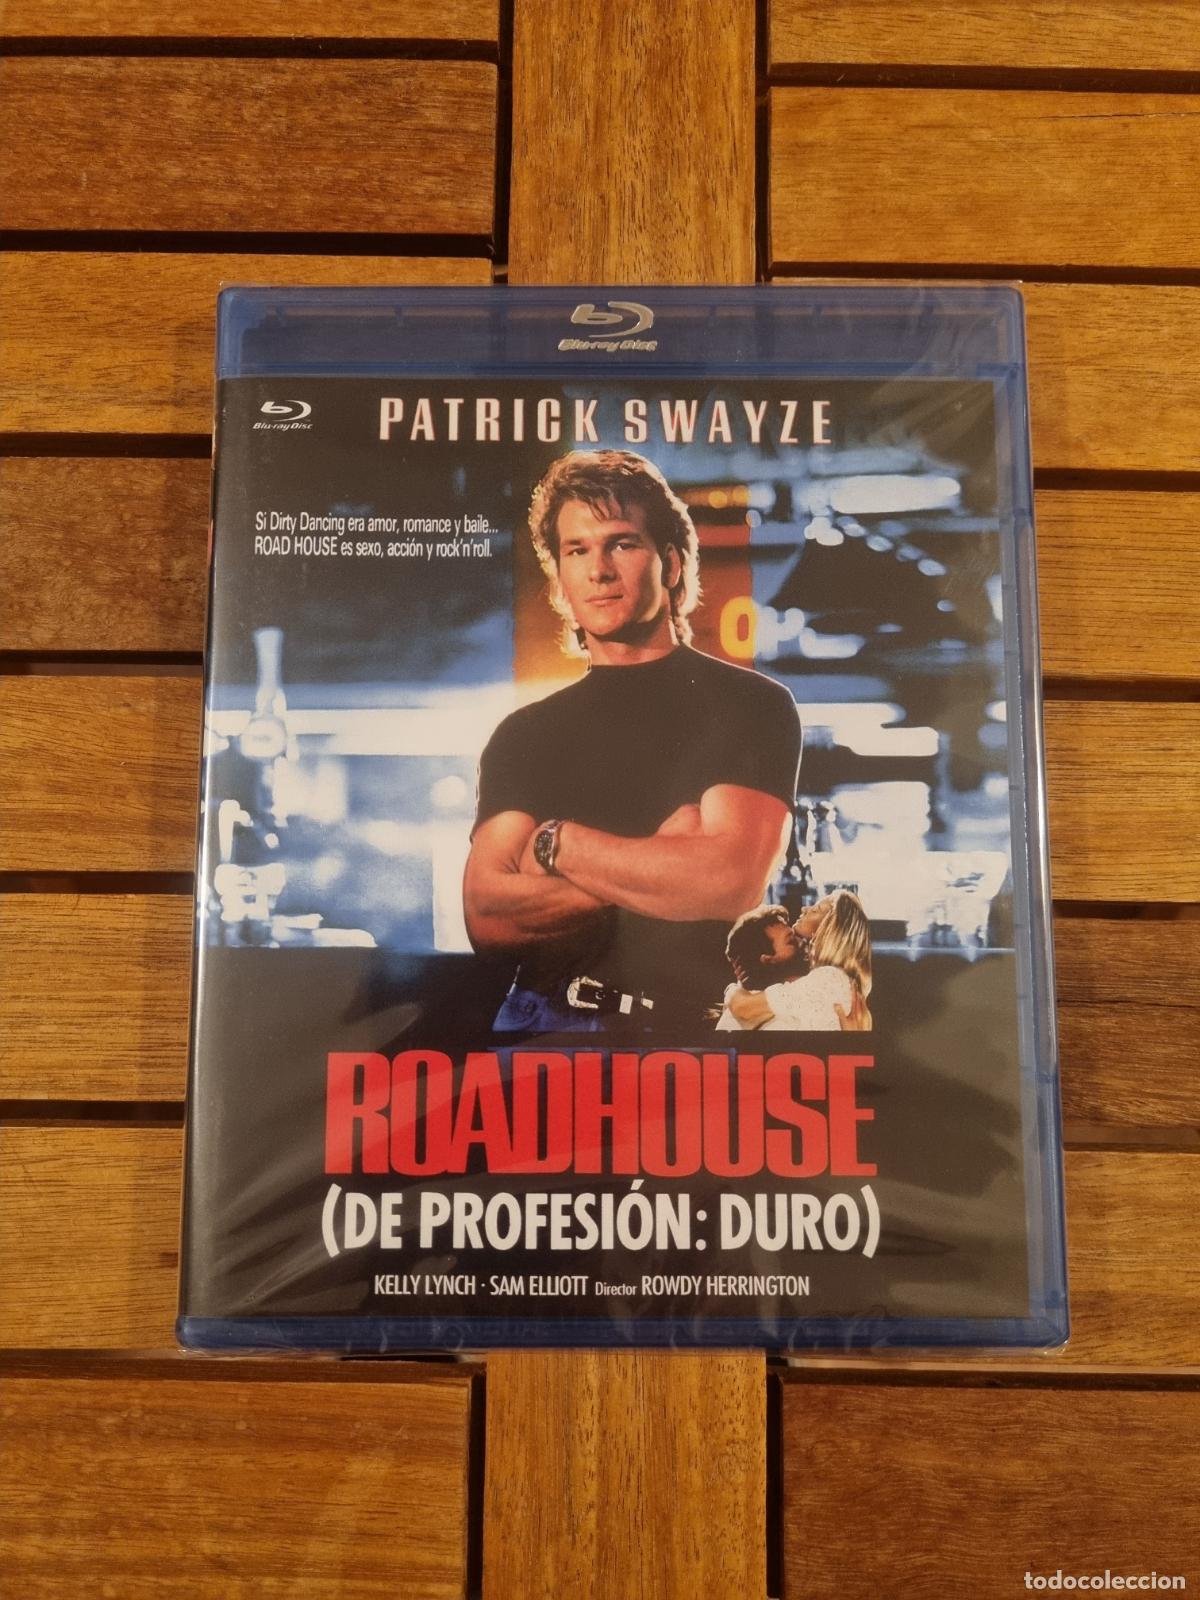 Blu-ray Disc
Blu-ray Disc
PATRICK SWAYZE
Si Dirty Dancing era amor, romance y baile...
ROAD HOUSE es sexo, acción y rock'n'roll.
ROADHOUSE
(DE PROFESIÓN: DURO)
KELLY LYNCH · SAM ELLIOTT Director ROWDY HERRINGTON
todocoleccion